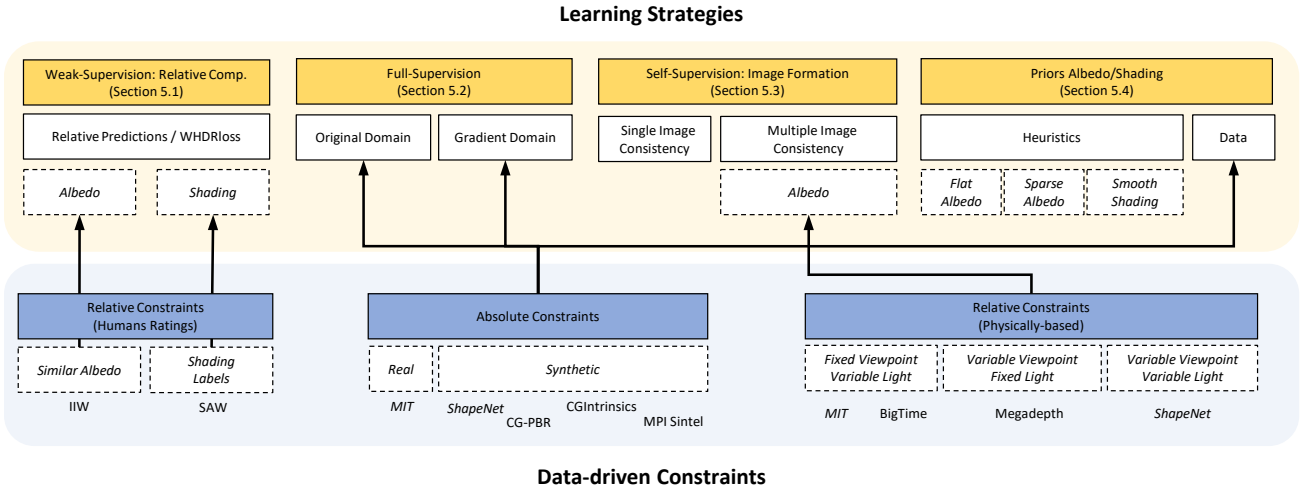 Learning Strategies
Weak-Supervision: Relative Comp.
(Section 5.1)
Full-Supervision
(Section 5.2)
Self-Supervision: Image Formation
(Section 5.3)
Priors Albedo/Shading
(Section 5.4)
Relative Predictions / WHDRloss
Original Domain
Gradient Domain
Single Image
Consistency
Multiple Image
Consistency
Heuristics
Data
Albedo
Shading
Albedo
Flat
Albedo
Sparse
Albedo
Smooth
Shading
Relative Constraints
(Humans Ratings)
Absolute Constraints
Relative Constraints
(Physically-based)
Similar Albedo
Shading
Labels
Real
Synthetic
Fixed Viewpoint
Variable Light
Variable Viewpoint
Fixed Light
Variable Viewpoint
Variable Light
IIW
SAW
MIT
ShapeNet
CG-PBR
CGIntrinsics
MPI Sintel
MIT
BigTime
Megadepth
ShapeNet
Data-driven Constraints